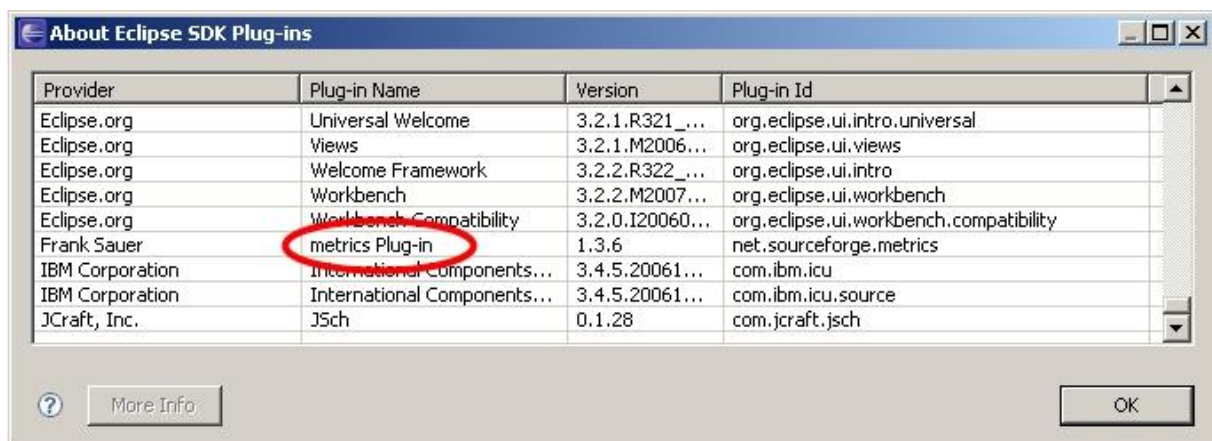 About Eclipse SDK Plug-ins
Provider Plug-in Name Version Plug-in Id
Eclipse.org Universal Welcome 3.2.1.R321_... org.eclipse.ui.intro.universal
Eclipse.org Views 3.2.1.M2006... org.eclipse.ui.views
Eclipse.org Welcome Framework 3.2.2.R322_... org.eclipse.ui.intro
Eclipse.org Workbench 3.2.2.M2007... org.eclipse.ui.workbench
Eclipse.org Workbench Compatibility 3.2.0.I20060... org.eclipse.ui.workbench.compatibility
Frank Sauer metrics Plug-in 1.3.6 net.sourceforge.metrics
IBM Corporation International Components... 3.4.5.20061... com.ibm.icu
IBM Corporation International Components... 3.4.5.20061... com.ibm.icu.source
JCraft, Inc. JSch 0.1.28 com.jcraft.jsch
? More Info OK